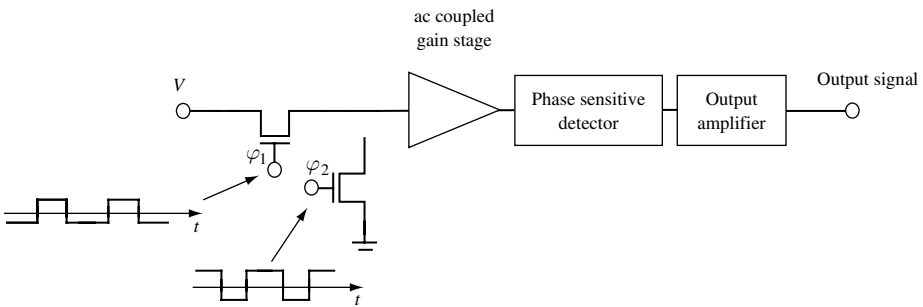 ac coupled
gain stage
V
Output signal
Phase sensitive
detector
Output
amplifier
φ1
φ2
t
t